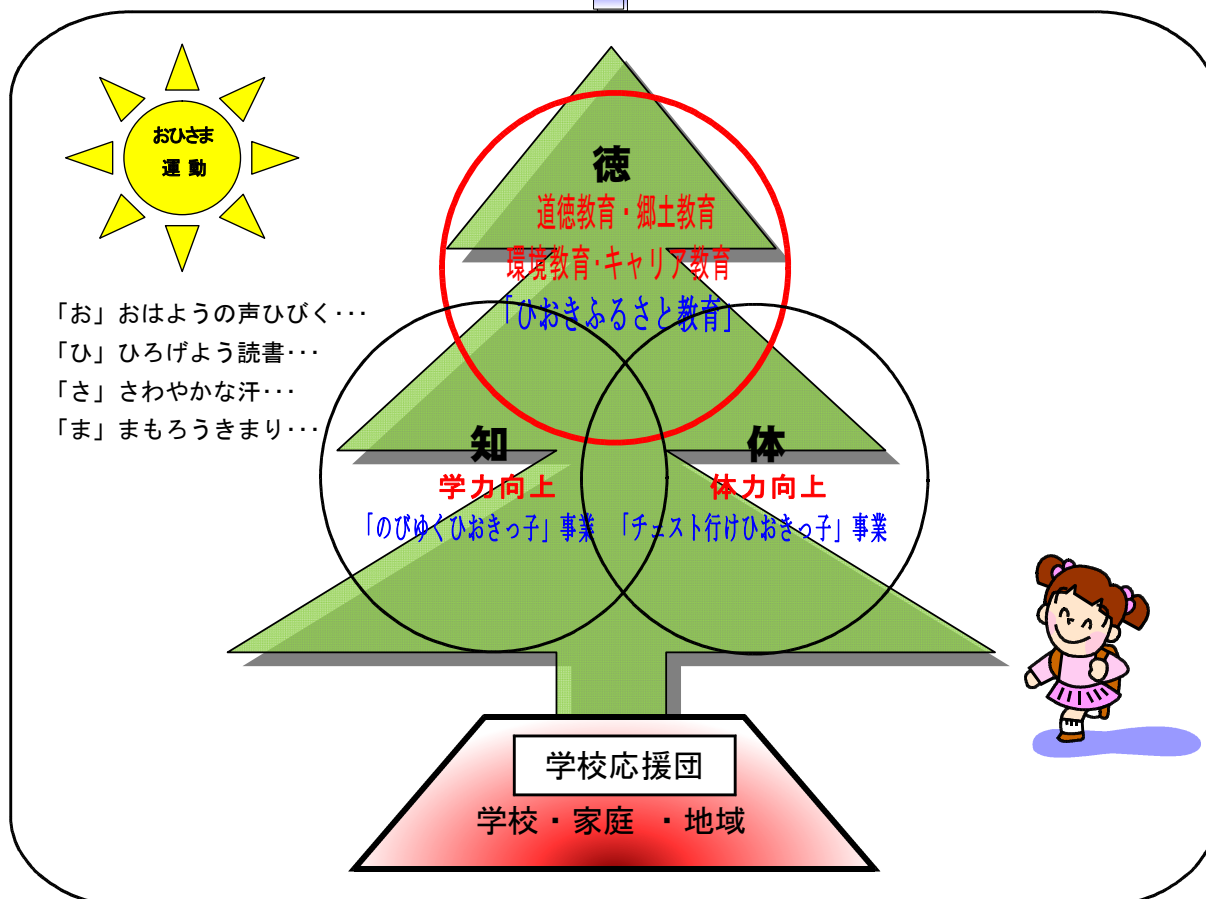 おひさま
運動
「お」おはようの声ひびく･･･
「ひ」ひろげよう読書･･･
「さ」さわやかな汗･･･
「ま」まもろうきまり･･･
徳
道徳教育・郷土教育
環境教育・キャリア教育
「ひおきふるさと教育」
知
学力向上
「のびゆくひおきっ子」事業
体
体力向上
「チェスト行けひおきっ子」事業
学校応援団
学校・家庭　・地域